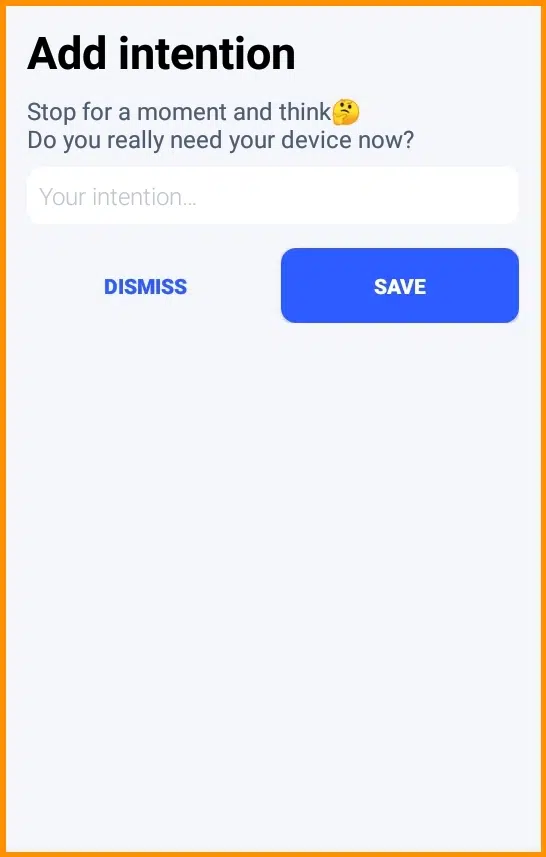 Add intention
Stop for a moment and think🤔
Do you really need your device now?
Your intention...
DISMISS
SAVE